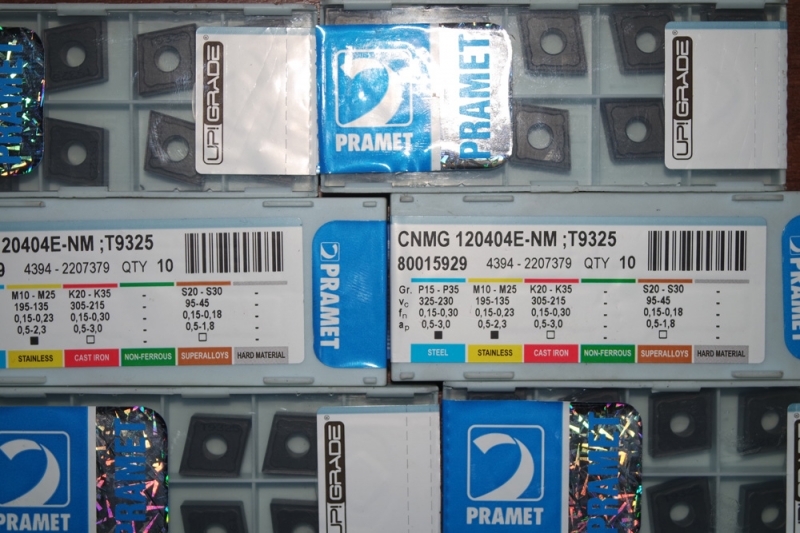 PRAMET
UP!GRADE®
PRAMET
PRAMET
UP!GRADE®
20404E-NM ;T9325
9 4394 - 2207379 QTY 10
M10 - M25 K20 - K35 - S20 - S30 -
195-135 305-215 - 95-45 -
0,15-0,23 0,15-0,30 - 0,15-0,18 -
0,5-2,3 0,5-3,0 - 0,5-1,8 -
STAINLESS CAST IRON NON-FERROUS SUPERALLOYS HARD MATERIAL
PRAMET
CNMG 120404E-NM ;T9325
80015929 4394 - 2207379 QTY 10
Gr. P15 - P35 M10 - M25 K20 - K35 - S20 - S30 -
vc 325-230 195-135 305-215 - 95-45 -
fn 0,15-0,30 0,15-0,23 0,15-0,30 - 0,15-0,18 -
ap 0,5-3,0 0,5-2,3 0,5-3,0 - 0,5-1,8 -
STEEL STAINLESS CAST IRON NON-FERROUS SUPERALLOYS HARD MATERIAL
PRAMET
PRAMET
UP!GRADE®
PRAMET
PRAMET